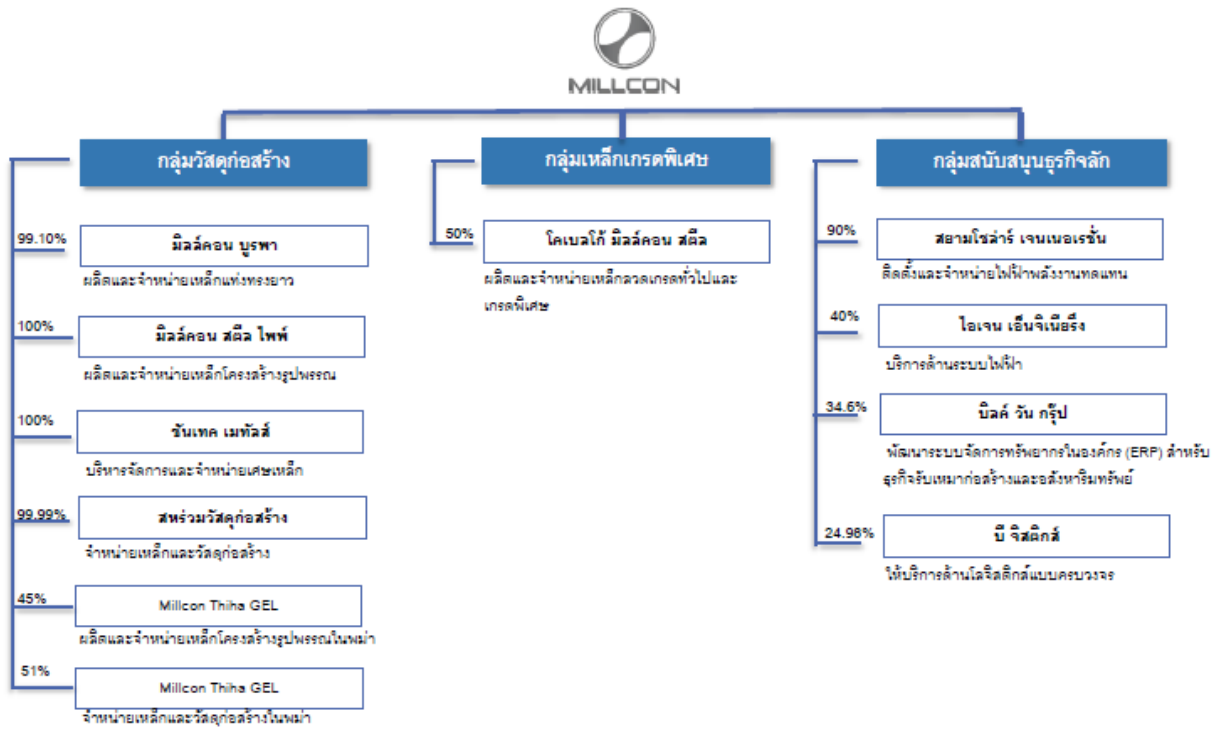 MILLCON
กลุ่มวัสดุก่อสร้าง
99.10%
มิลล์คอน บูรพา
ผลิตและจำหน่ายเหล็กแท่งทรงยาว
100%
มิลล์คอน สตีล ไพพ์
ผลิตและจำหน่ายเหล็กโครงสร้างรูปพรรณ
100%
ซันเทค เมทัลส์
บริหารจัดการและจำหน่ายเศษเหล็ก
99.99%
สหร่วมวัสดุก่อสร้าง
จำหน่ายเหล็กและวัสดุก่อสร้าง
45%
Millcon Thiha GEL
ผลิตและจำหน่ายเหล็กโครงสร้างรูปพรรณในพม่า
51%
Millcon Thiha GEL
จำหน่ายเหล็กและวัสดุก่อสร้างในพม่า
กลุ่มเหล็กเกรดพิเศษ
50%
โคเบลโก้ มิลล์คอน สตีล
ผลิตและจำหน่ายเหล็กลวดเกรดทั่วไปและ
เกรดพิเศษ
กลุ่มสนับสนุนธุรกิจลัก
90%
สยามโซล่าร์ เจนเนอเรชั่น
ติดตั้งและจำหน่ายไฟฟ้าพลังงานทดแทน
40%
ไอเจน เอ็นจิเนียริ่ง
บริการด้านระบบไฟฟ้า
34.6%
บิลค์ วัน กรุ๊ป
พัฒนาระบบจัดการทรัพยากรในองค์กร (ERP) สำหรับ
ธุรกิจรับเหมาก่อสร้างและอสังหาริมทรัพย์
24.98%
บี จิสติกส์
ให้บริการด้านโลจิสติกส์แบบครบวงจร